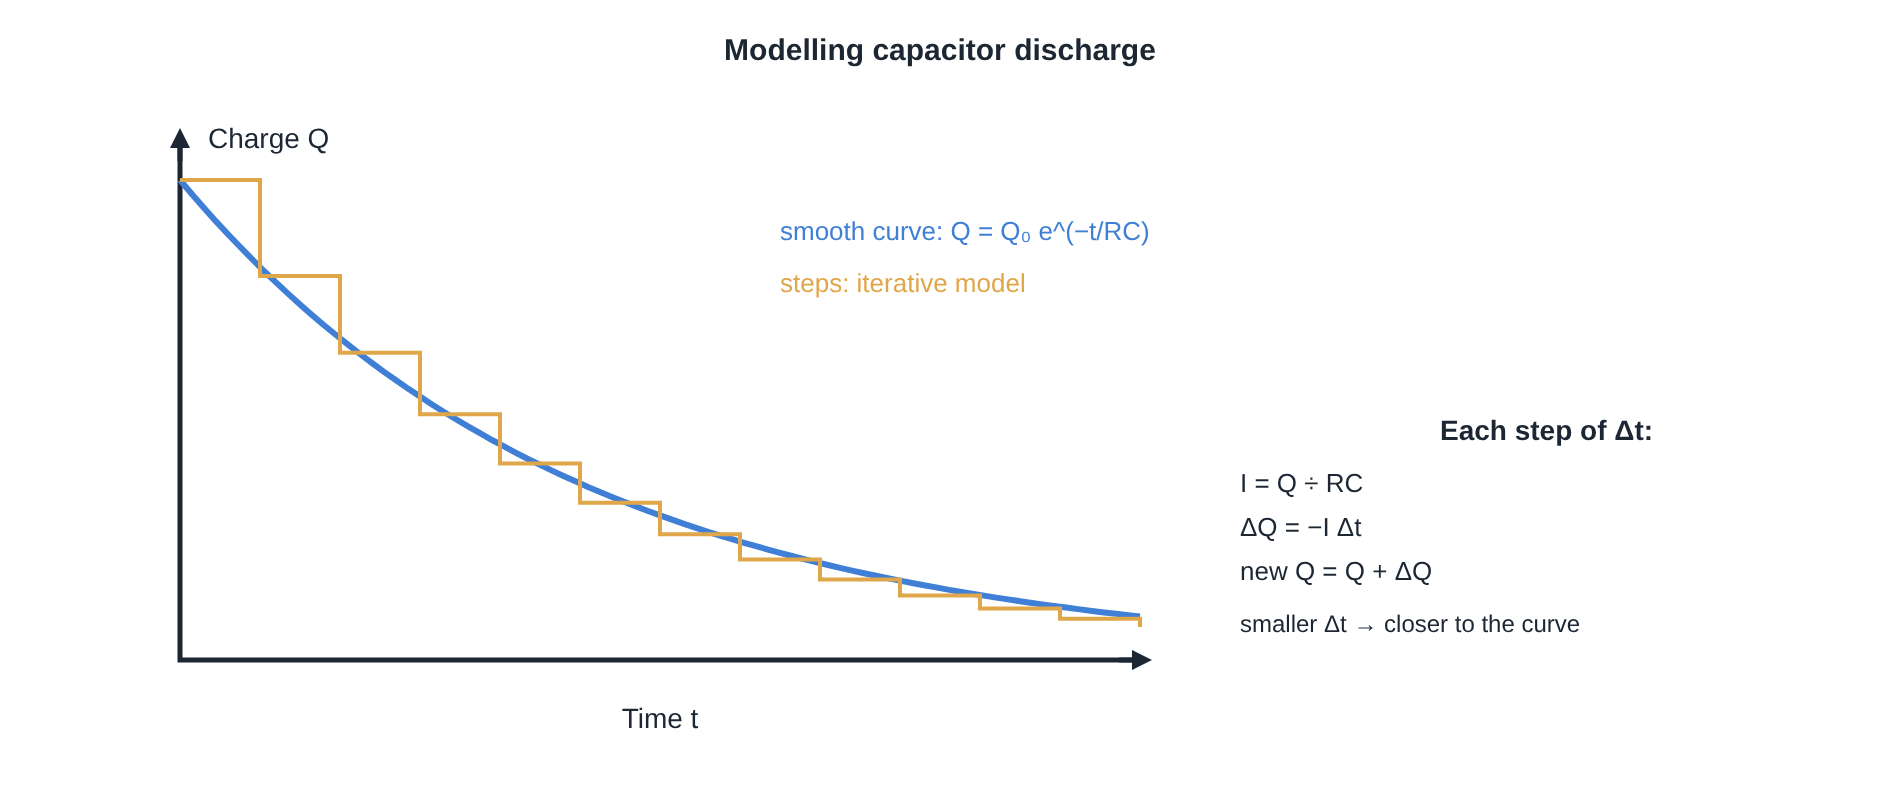 Modelling capacitor discharge
Charge Q
smooth curve: Q = Q₀ e^(−t/RC)
steps: iterative model
Each step of Δt:
I = Q ÷ RC
ΔQ = −I Δt
new Q = Q + ΔQ
smaller Δt → closer to the curve
Time t